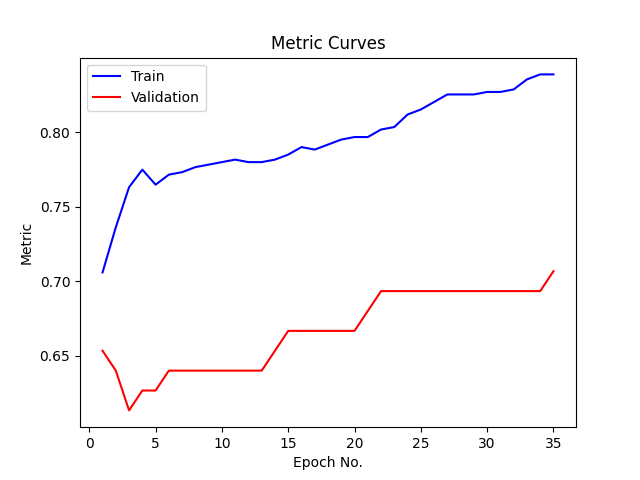 Metric Curves
Train
Validation
0.80
0.75
0.70
0.65
Metric
0 5 10 15 20 25 30 35
Epoch No.